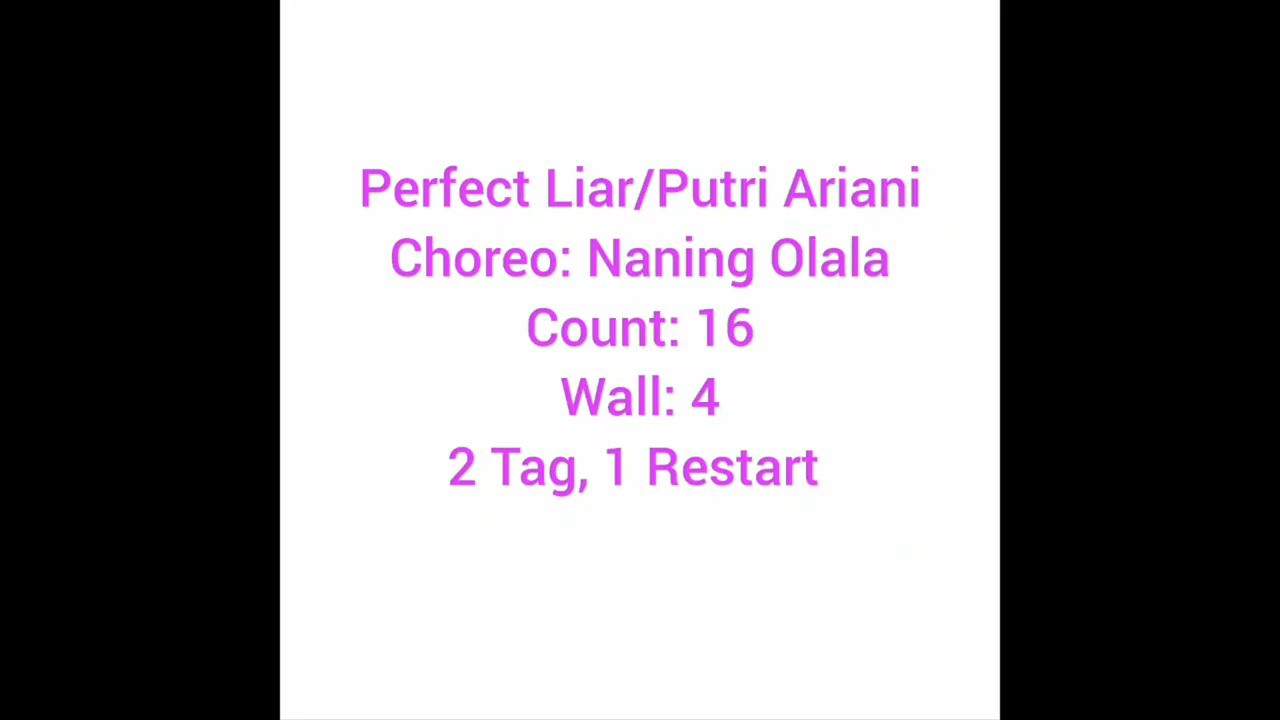 Perfect Liar/Putri Ariani
Choreo: Naning Olala
Count: 16
Wall: 4
2 Tag, 1 Restart